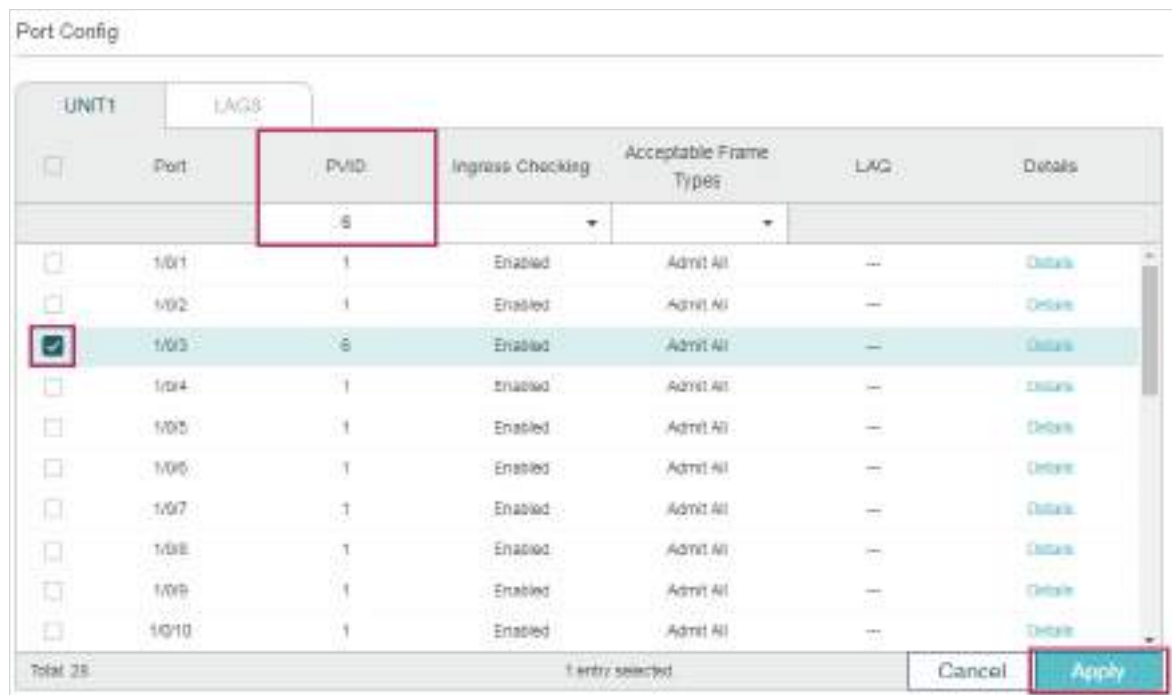 Port Config
UNIT1 LAGS
Port PVID Ingress Checking Acceptable Frame Types LAG Details
6
1/0/1 1 Enabled Admit All --- Details
1/0/2 1 Enabled Admit All --- Details
1/0/3 6 Enabled Admit All --- Details
1/0/4 1 Enabled Admit All --- Details
1/0/5 1 Enabled Admit All --- Details
1/0/6 1 Enabled Admit All --- Details
1/0/7 1 Enabled Admit All --- Details
1/0/8 1 Enabled Admit All --- Details
1/0/9 1 Enabled Admit All --- Details
1/0/10 1 Enabled Admit All --- Details
Total: 28 1 entry selected. Cancel Apply